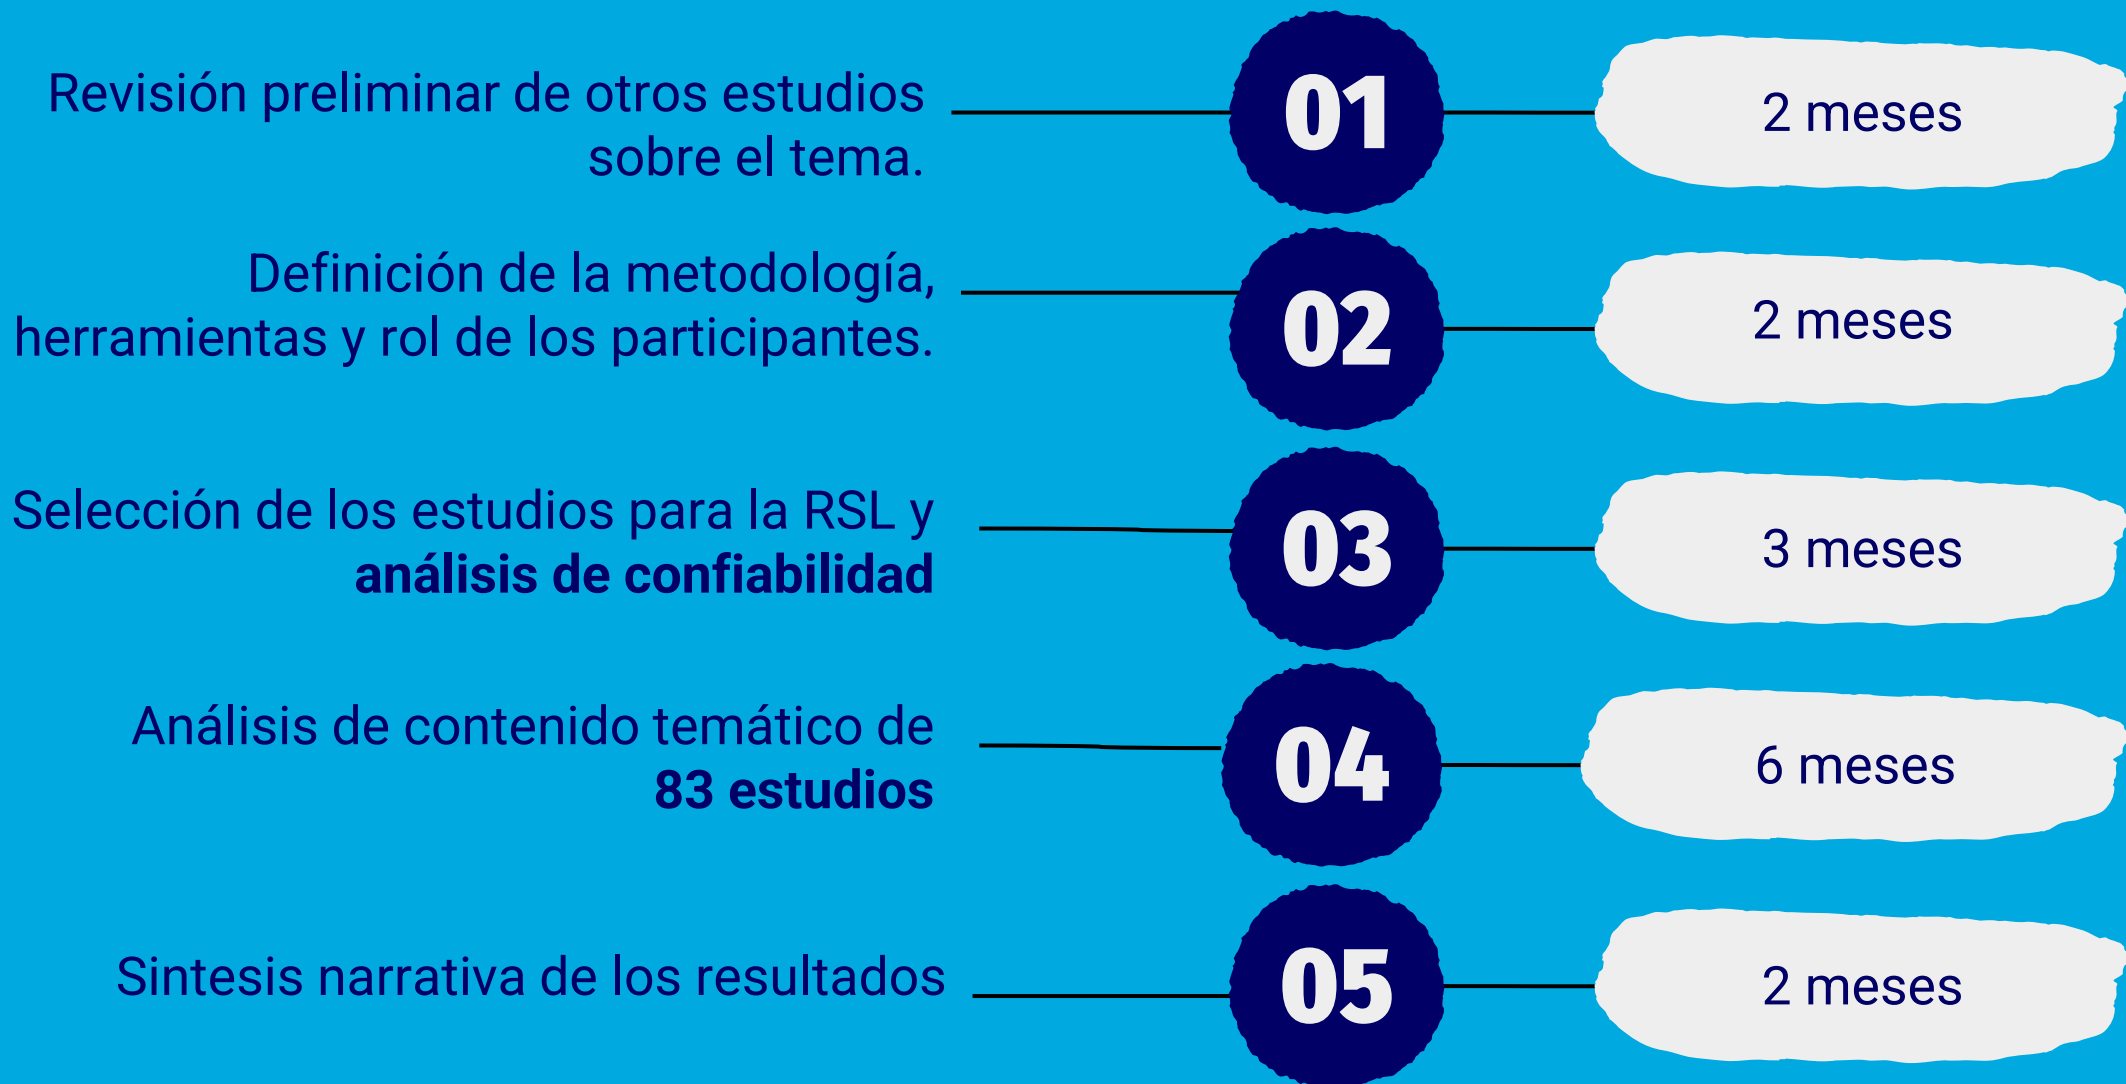 Revisión preliminar de otros estudios
sobre el tema.
01
2 meses
Definición de la metodología,
herramientas y rol de los participantes.
02
2 meses
Selección de los estudios para la RSL y
análisis de confiabilidad
03
3 meses
Análisis de contenido temático de
83 estudios
04
6 meses
Sintesis narrativa de los resultados
05
2 meses